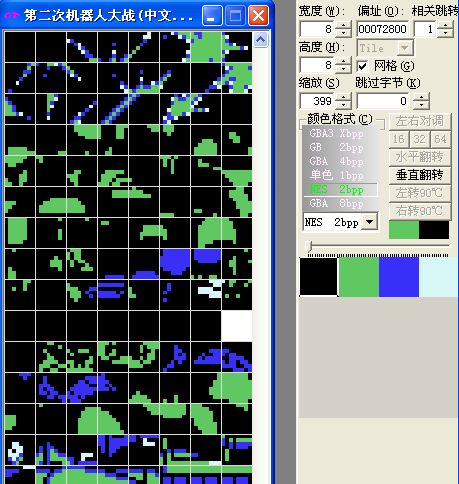 第二次机器人大战(中文...
宽度(W): 偏址(O): 相关跳转
8 00072800 1
高度(H): Tile
8 网格(G)
缩放(S) 跳过字节(K)
399 0
颜色格式(C) 左右对调
GBA3 Xbpp
GB 2bpp 16 32 64
GBA 4bpp 水平翻转
单色 1bpp 垂直翻转
NES 2bpp 左转90℃
GBA 8bpp 右转90℃
NES 2bpp